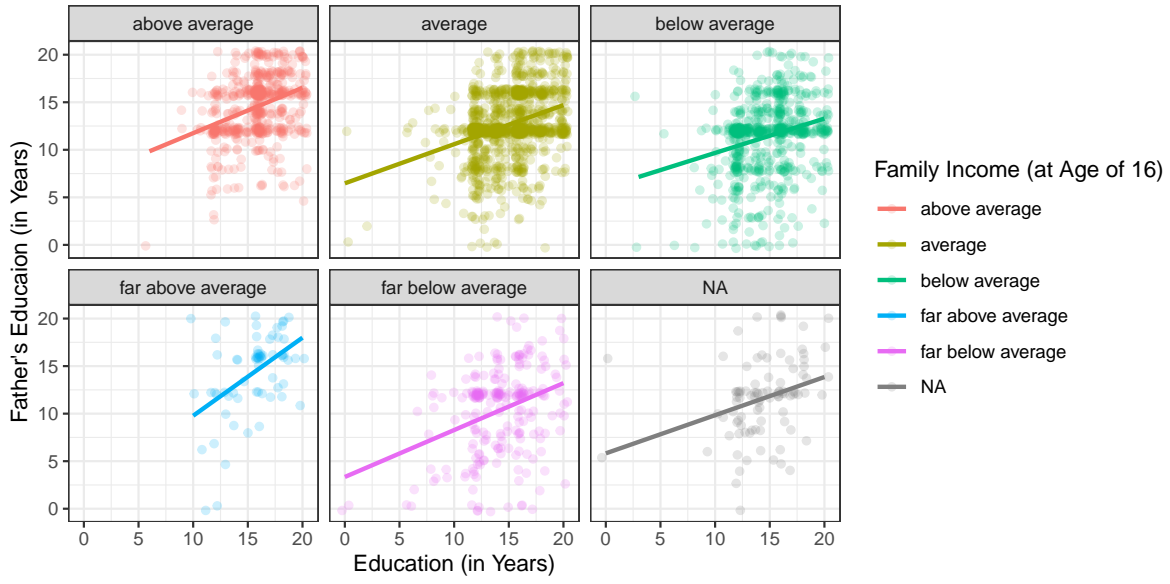 above average
average
below average
20
15
10
5
0
far above average
far below average
NA
20
15
10
5
0
0 5 10 15 20
0 5 10 15 20
0 5 10 15 20
Education (in Years)
Father's Educaion (in Years)
Family Income (at Age of 16)
above average
average
below average
far above average
far below average
NA